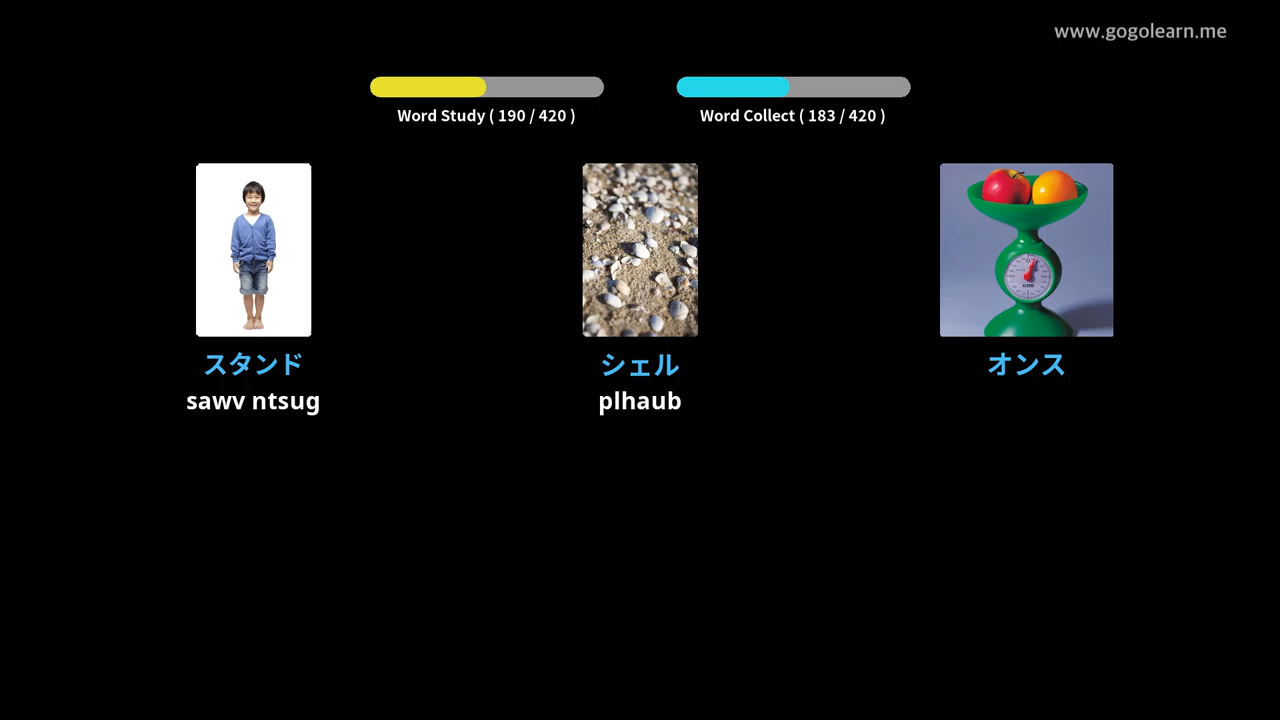 www.gogolearn.me
Word Study ( 190 / 420 )
Word Collect ( 183 / 420 )
スタンド
sawv ntsug
シェル
plhaub
オンス